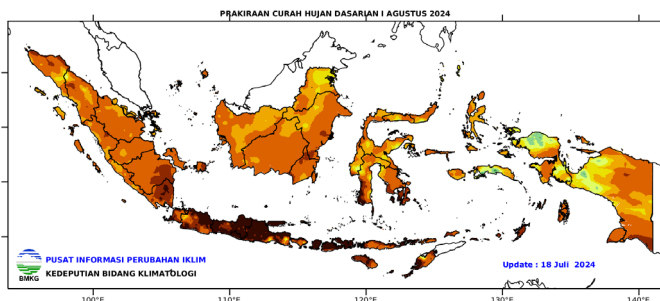 PRAKIRAAN CURAH HUJAN DASARIAN I AGUSTUS 2024
PUSAT INFORMASI PERUBAHAN IKLIM
KEDEPUTIAN BIDANG KLIMATOLOGI
BMKG
Update : 18 Juli 2024
100°E 110°E 120°E 130°E